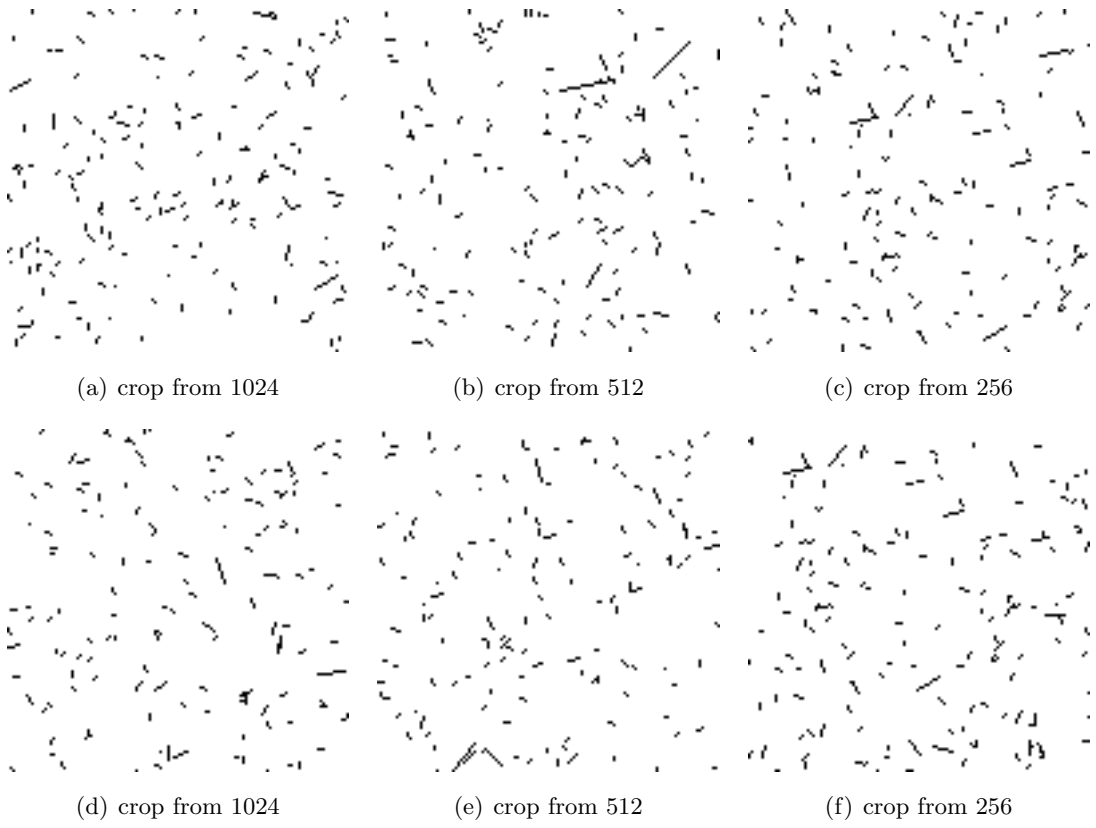 (a) crop from 1024
(b) crop from 512
(c) crop from 256
(d) crop from 1024
(e) crop from 512
(f) crop from 256